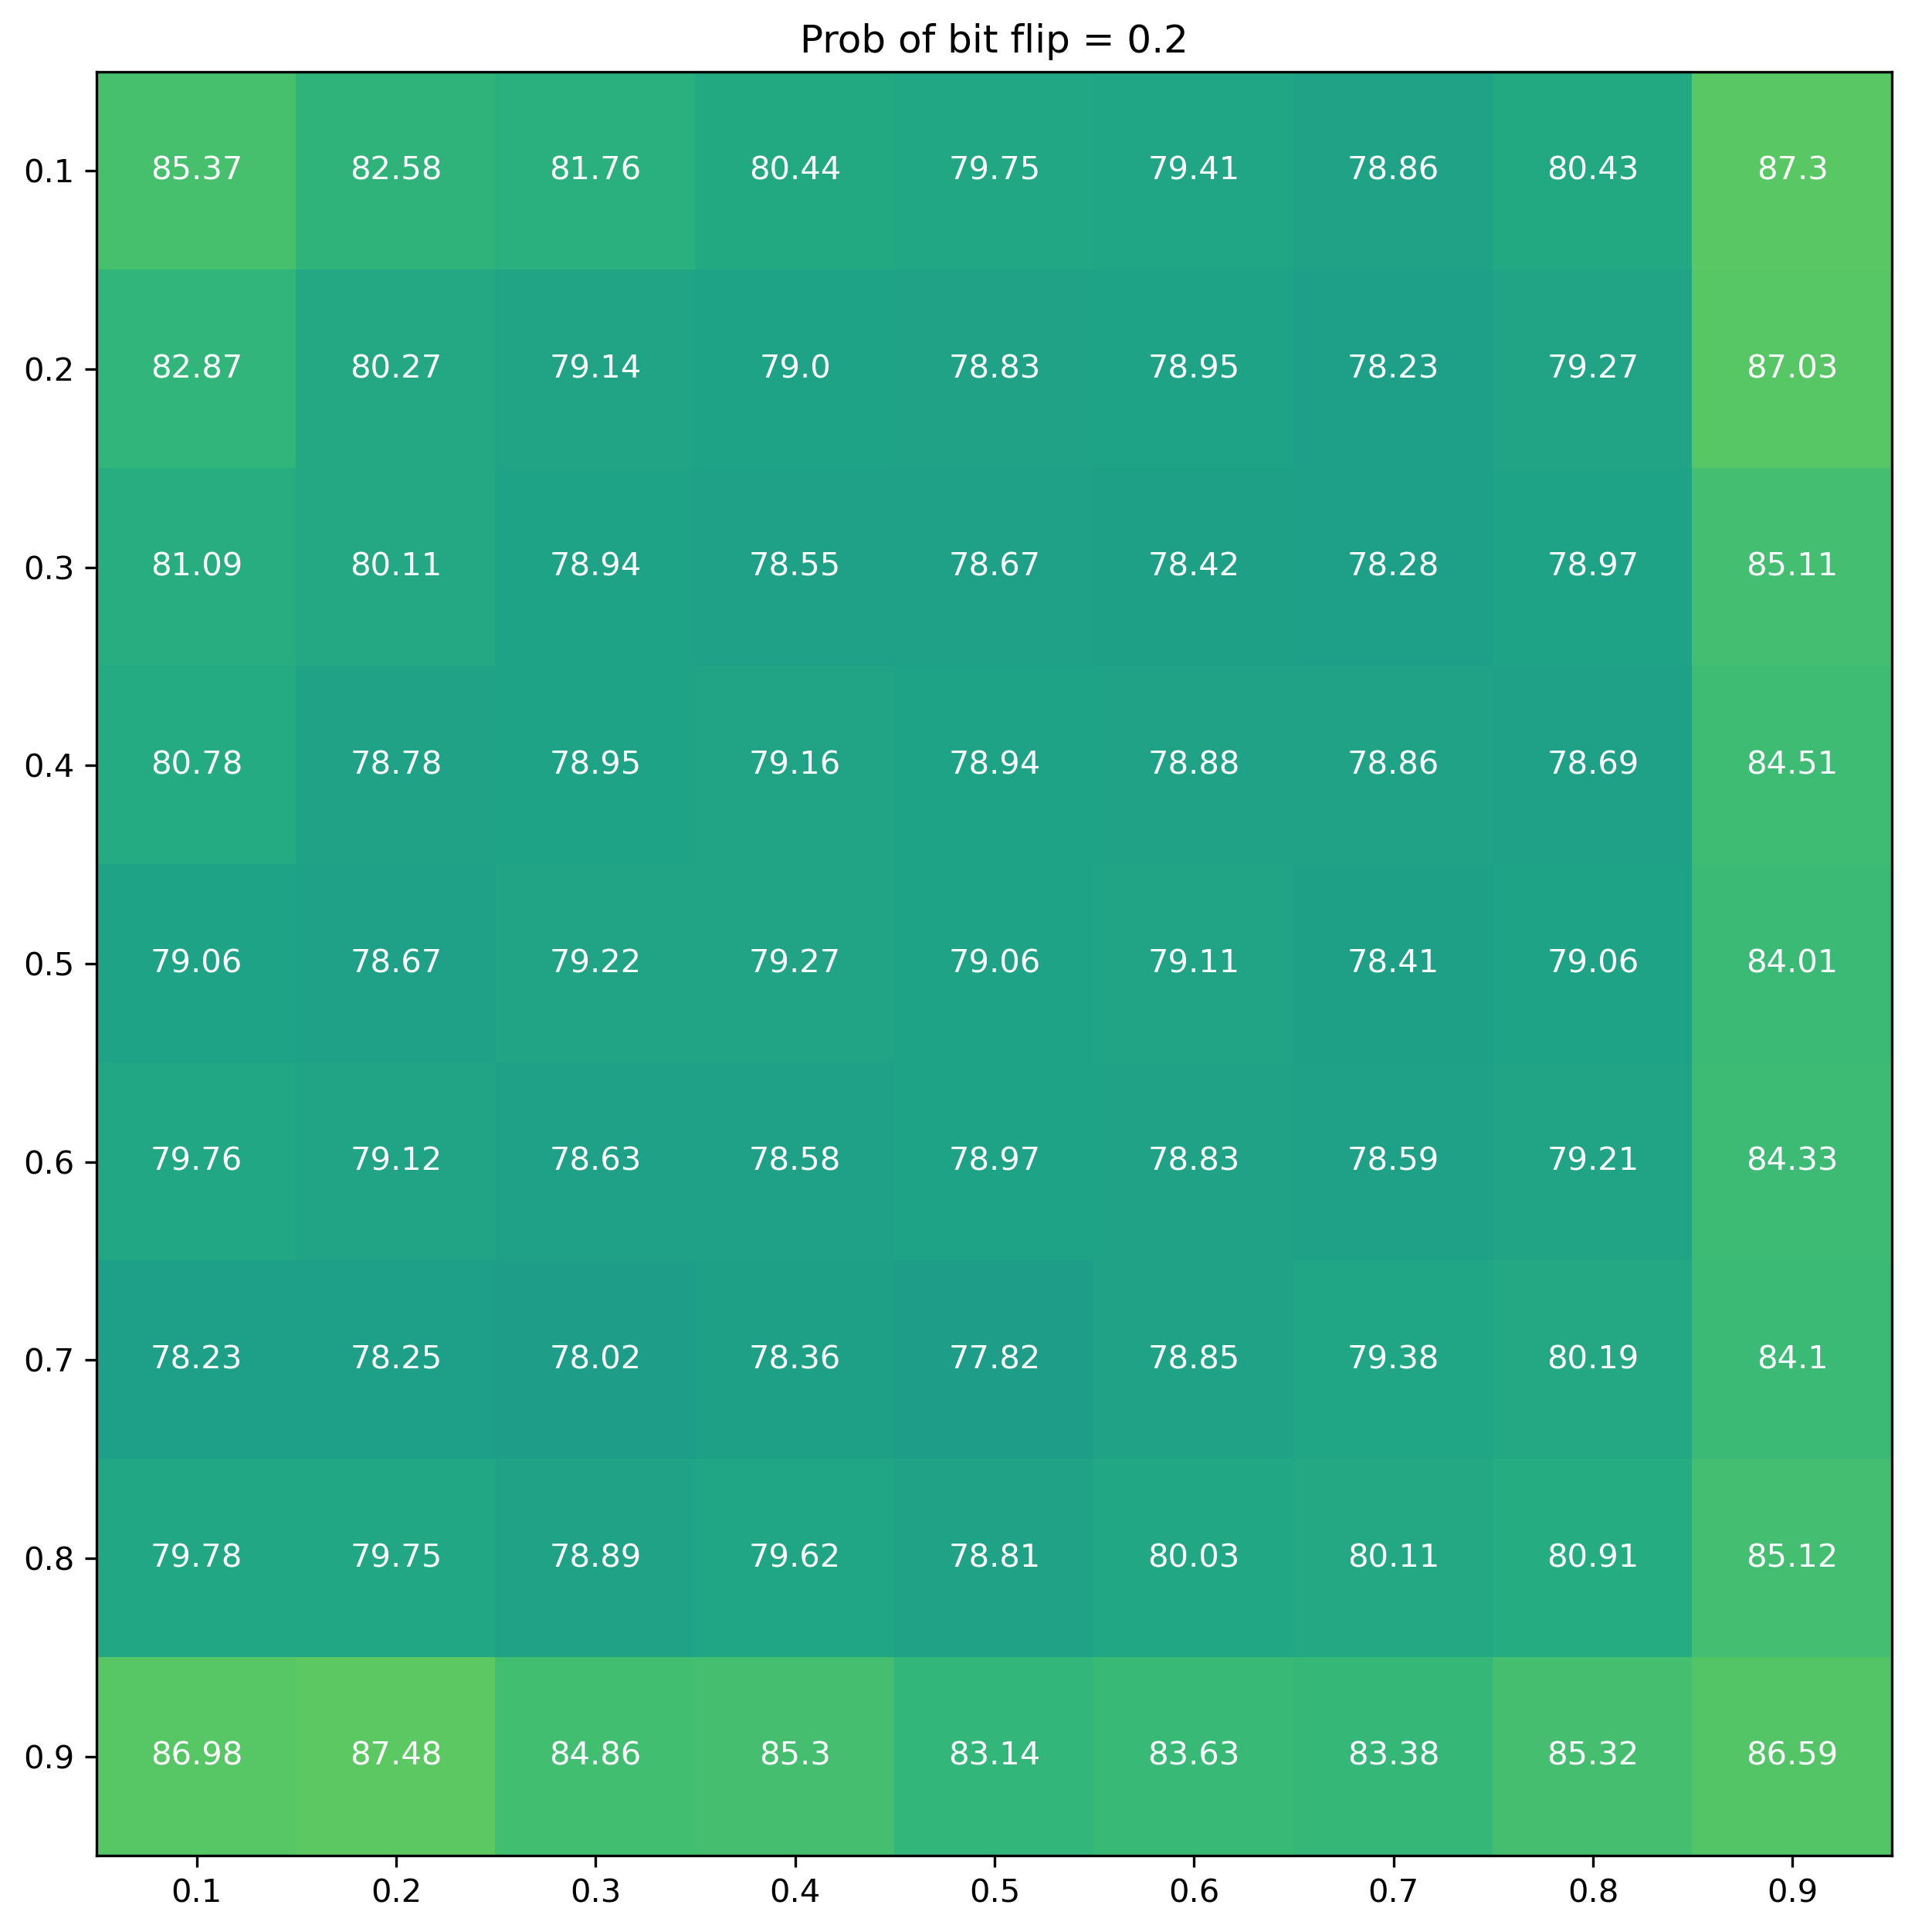 Prob of bit flip = 0.2
0.1 85.37 82.58 81.76 80.44 79.75 79.41 78.86 80.43 87.3
0.2 82.87 80.27 79.14 79.0 78.83 78.95 78.23 79.27 87.03
0.3 81.09 80.11 78.94 78.55 78.67 78.42 78.28 78.97 85.11
0.4 80.78 78.78 78.95 79.16 78.94 78.88 78.86 78.69 84.51
0.5 79.06 78.67 79.22 79.27 79.06 79.11 78.41 79.06 84.01
0.6 79.76 79.12 78.63 78.58 78.97 78.83 78.59 79.21 84.33
0.7 78.23 78.25 78.02 78.36 77.82 78.85 79.38 80.19 84.1
0.8 79.78 79.75 78.89 79.62 78.81 80.03 80.11 80.91 85.12
0.9 86.98 87.48 84.86 85.3 83.14 83.63 83.38 85.32 86.59
0.1 0.2 0.3 0.4 0.5 0.6 0.7 0.8 0.9